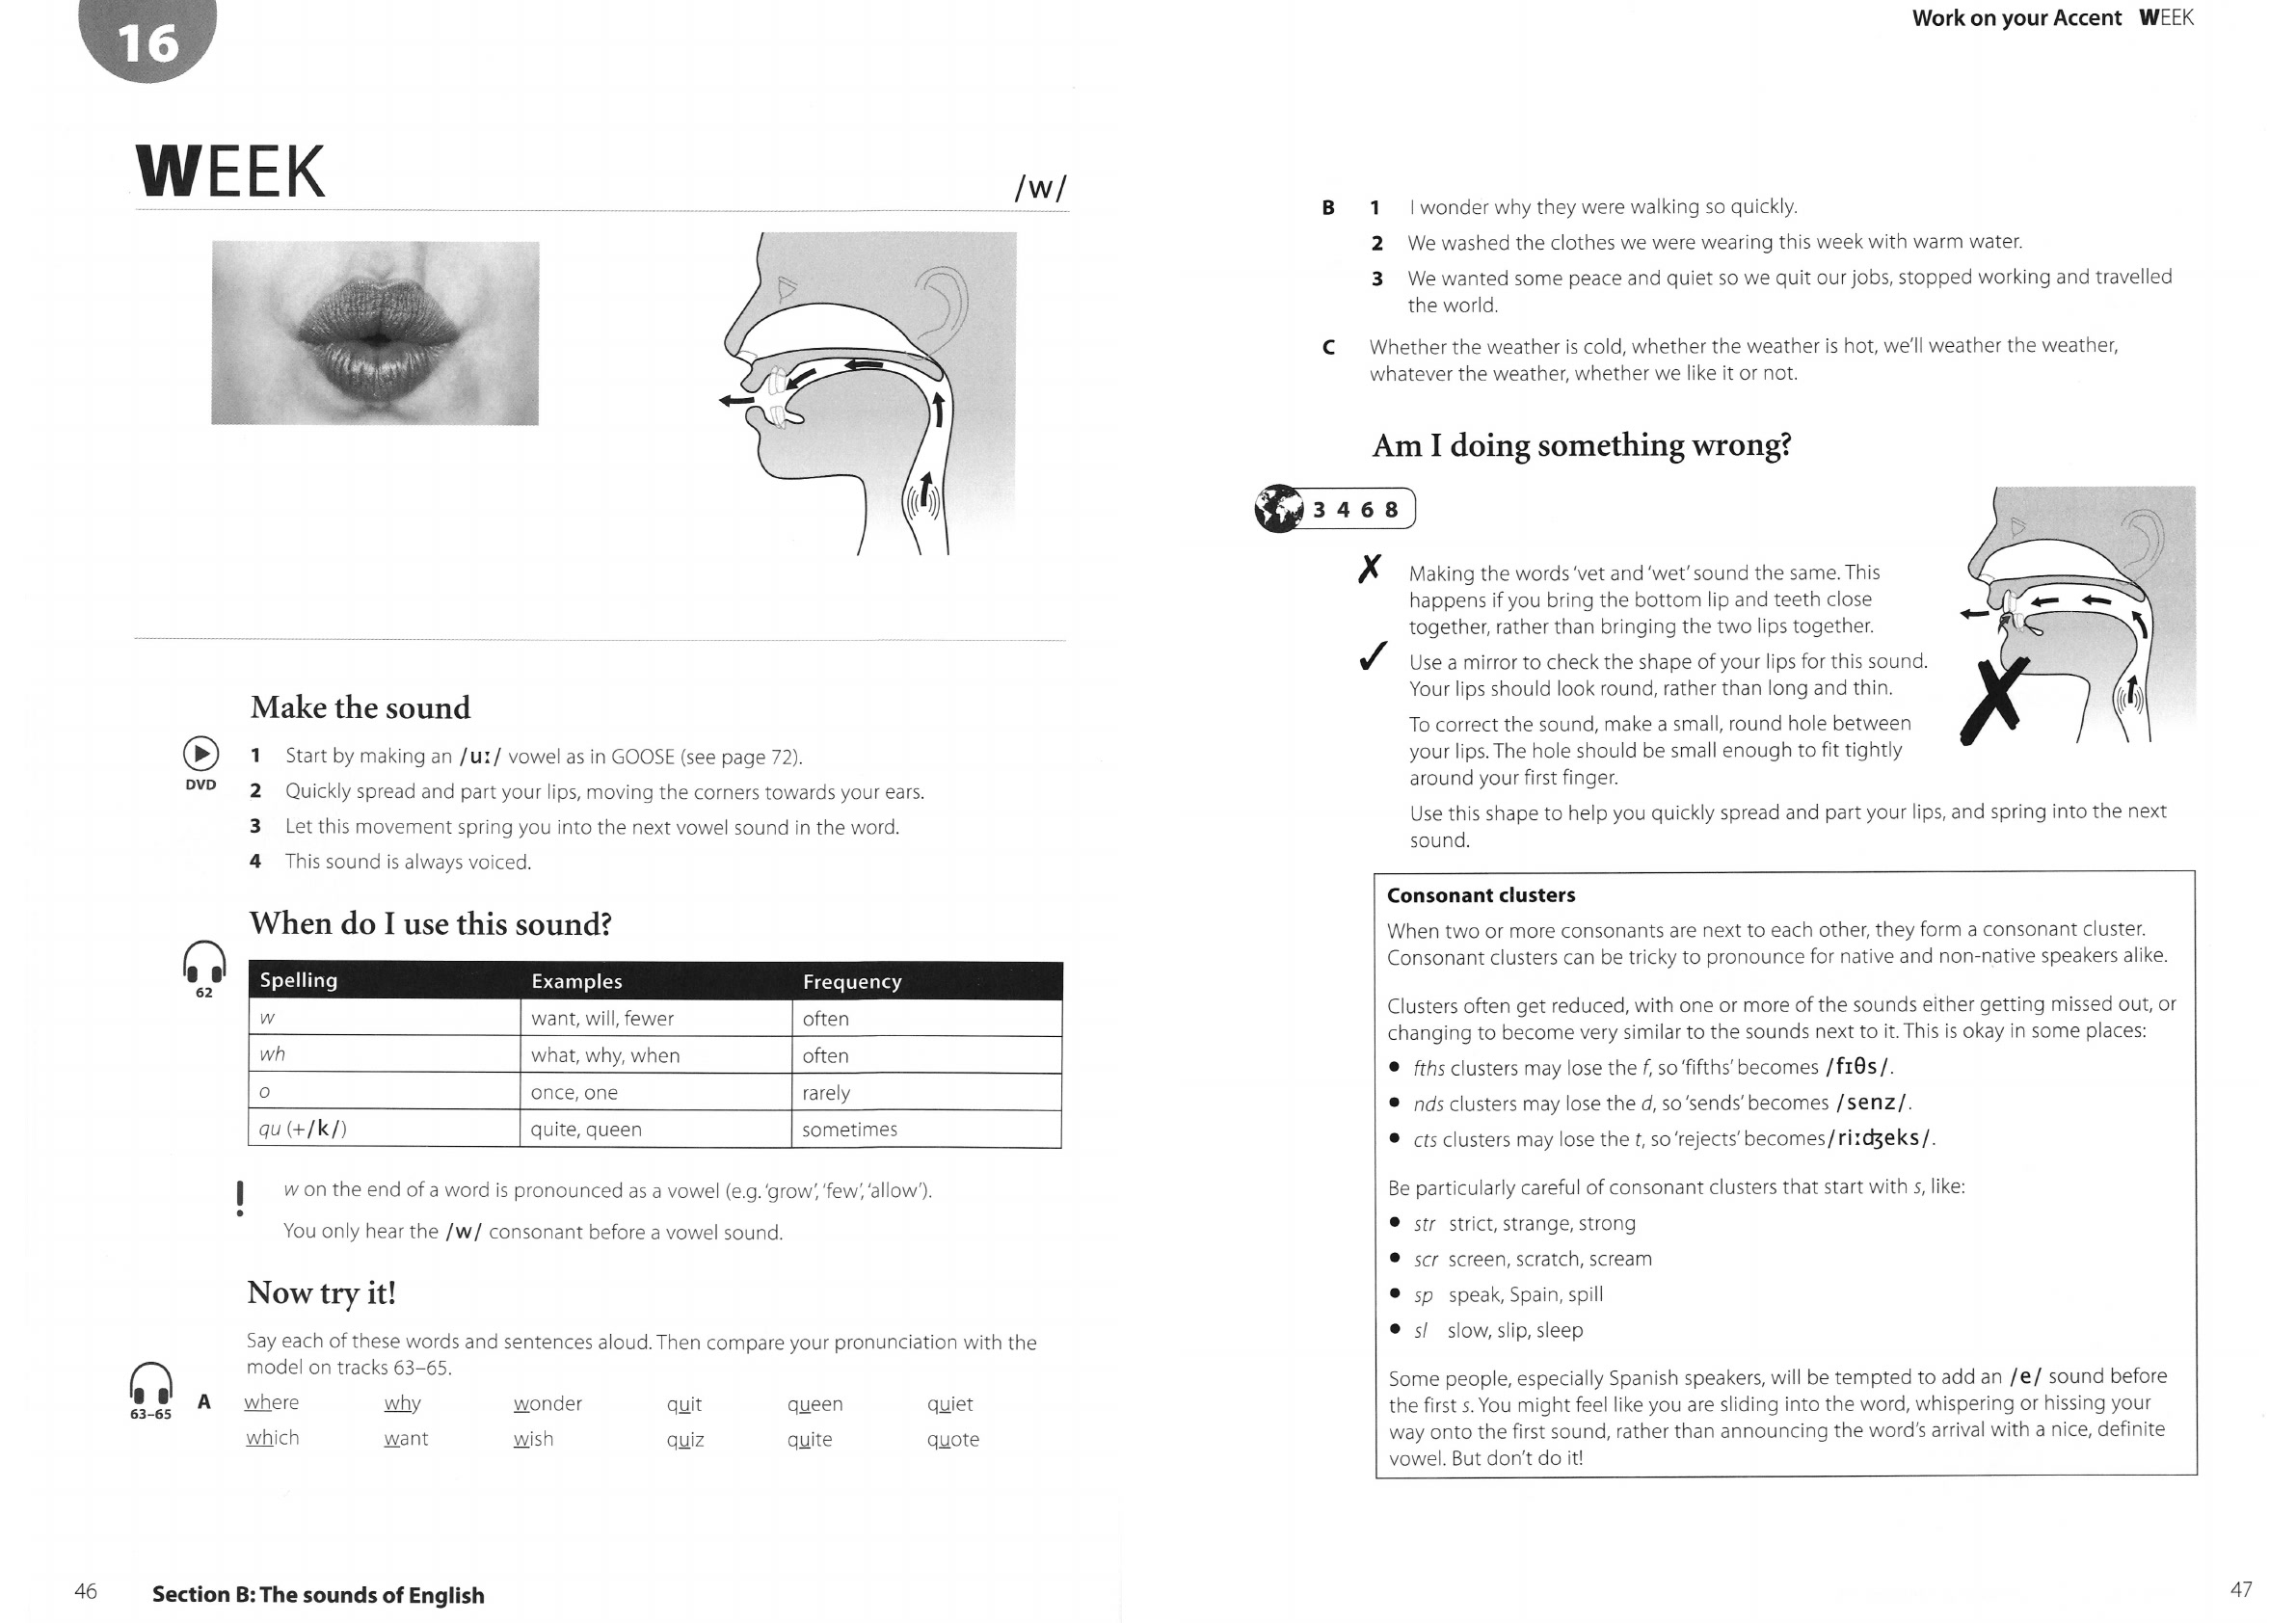 16
WEEK
/w/
Make the sound
DVD
1 Start by making an /uː/ vowel as in GOOSE (see page 72).
2 Quickly spread and part your lips, moving the corners towards your ears.
3 Let this movement spring you into the next vowel sound in the word.
4 This sound is always voiced.
When do I use this sound?
62
Spelling Examples Frequency
w want, will, fewer often
wh what, why, when often
o once, one rarely
qu (+/k/) quite, queen sometimes
! w on the end of a word is pronounced as a vowel (e.g. ‘grow’, ‘few’, ‘allow’).
You only hear the /w/ consonant before a vowel sound.
Now try it!
Say each of these words and sentences aloud. Then compare your pronunciation with the
model on tracks 63–65.
63–65
A where why wonder quit queen quiet
which want wish quiz quite quote
46 Section B: The sounds of English
Work on your Accent WEEK
B 1 I wonder why they were walking so quickly.
2 We washed the clothes we were wearing this week with warm water.
3 We wanted some peace and quiet so we quit our jobs, stopped working and travelled
the world.
C Whether the weather is cold, whether the weather is hot, we’ll weather the weather,
whatever the weather, whether we like it or not.
Am I doing something wrong?
3 4 6 8
✗ Making the words ‘vet and ‘wet’ sound the same. This
happens if you bring the bottom lip and teeth close
together, rather than bringing the two lips together.
✓ Use a mirror to check the shape of your lips for this sound.
Your lips should look round, rather than long and thin.
To correct the sound, make a small, round hole between
your lips. The hole should be small enough to fit tightly
around your first finger.
Use this shape to help you quickly spread and part your lips, and spring into the next
sound.
Consonant clusters
When two or more consonants are next to each other, they form a consonant cluster.
Consonant clusters can be tricky to pronounce for native and non-native speakers alike.
Clusters often get reduced, with one or more of the sounds either getting missed out, or
changing to become very similar to the sounds next to it. This is okay in some places:
• fths clusters may lose the f, so ‘fifths’ becomes /fɪθs/.
• nds clusters may lose the d, so ‘sends’ becomes /senz/.
• cts clusters may lose the t, so ‘rejects’ becomes/riːʤeks/.
Be particularly careful of consonant clusters that start with s, like:
• str strict, strange, strong
• scr screen, scratch, scream
• sp speak, Spain, spill
• sl slow, slip, sleep
Some people, especially Spanish speakers, will be tempted to add an /e/ sound before
the first s. You might feel like you are sliding into the word, whispering or hissing your
way onto the first sound, rather than announcing the word’s arrival with a nice, definite
vowel. But don’t do it!
47